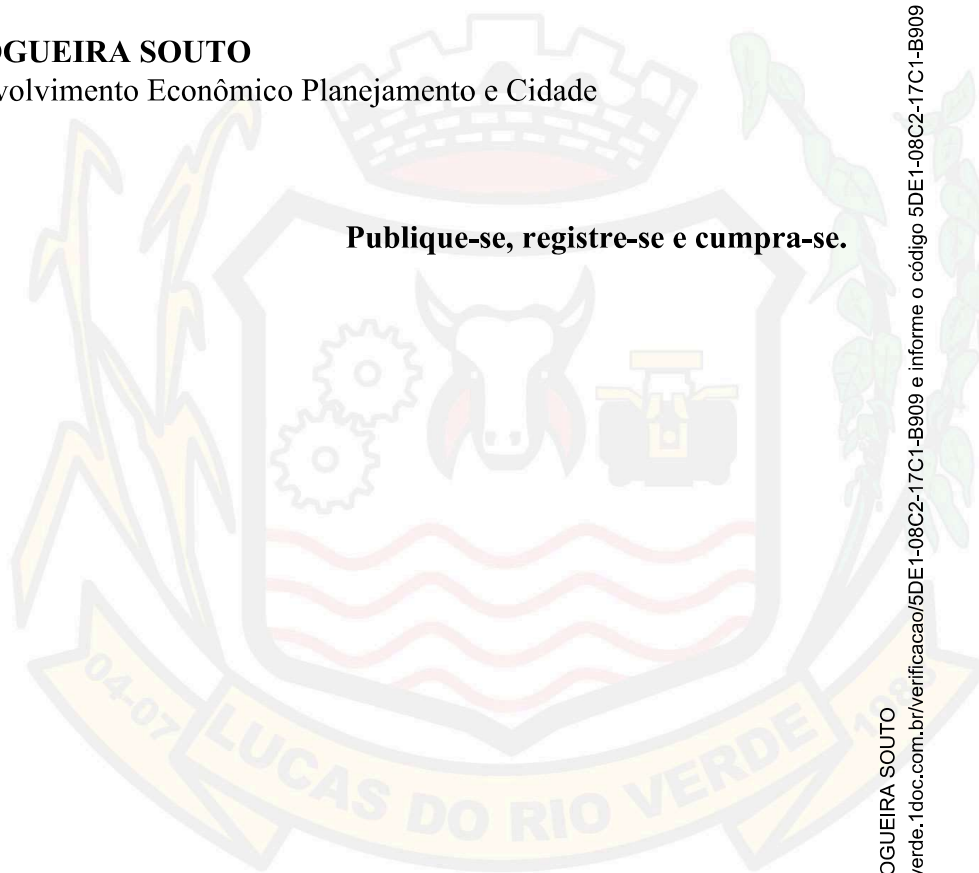 OGUEIRA SOUTO
volvimento Econômico Planejamento e Cidade
Publique-se, registre-se e cumpra-se.
04-07
LUCAS DO RIO VERDE
OGUEIRA SOUTO
verde.1doc.com.br/verificacao/5DE1-08C2-17C1-B909 e informe o código 5DE1-08C2-17C1-B909